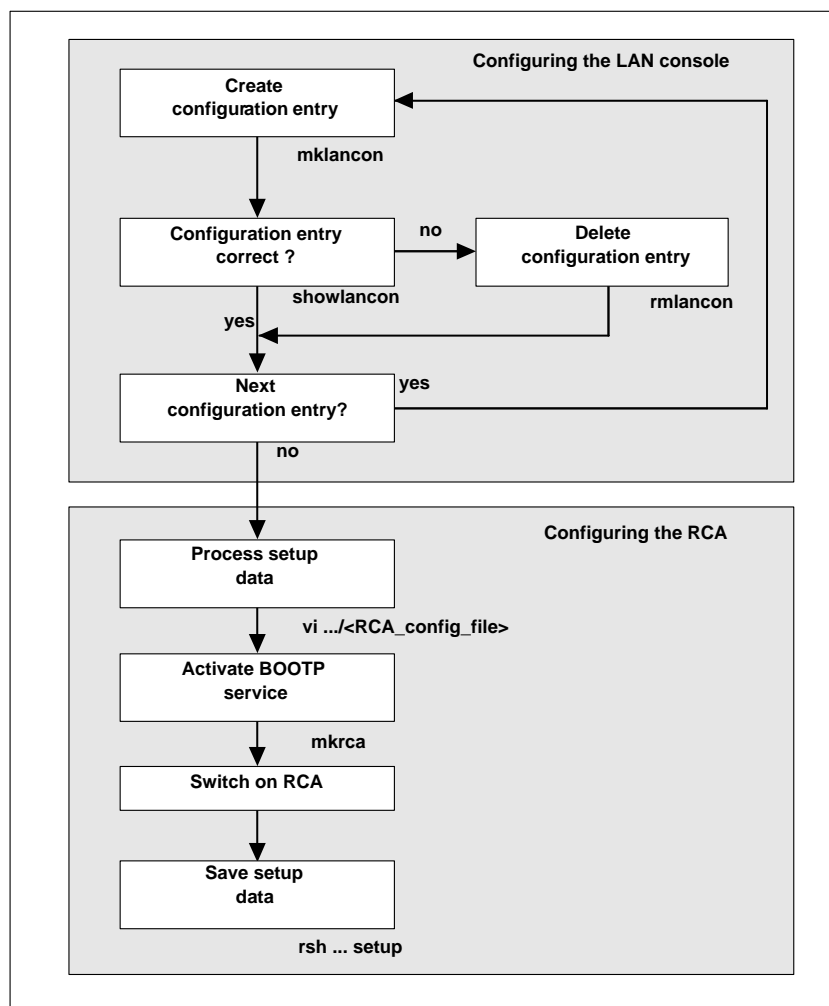 Configuring the LAN console
Create
configuration entry
mklancon
Configuration entry
correct ?
no
Delete
configuration entry
showlancon
rmlancon
yes
Next
configuration entry?
yes
no
Configuring the RCA
Process setup
data
vi .../<RCA_config_file>
Activate BOOTP
service
mkrca
Switch on RCA
Save setup
data
rsh ... setup